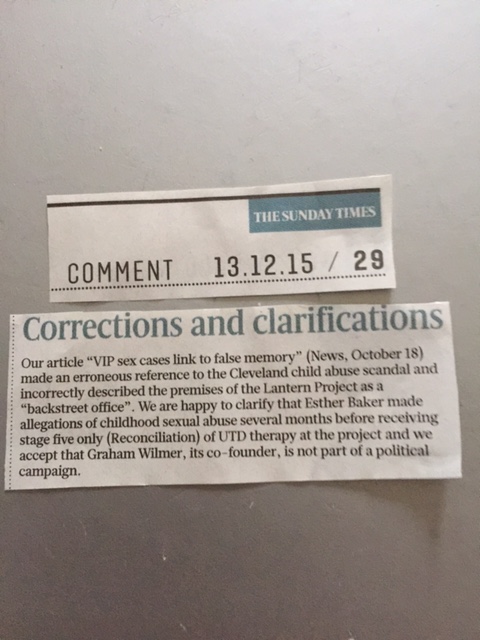 THE SUNDAY TIMES
COMMENT 13.12.15 / 29
Corrections and clarifications
Our article “VIP sex cases link to false memory” (News, October 18)
made an erroneous reference to the Cleveland child abuse scandal and
incorrectly described the premises of the Lantern Project as a
“backstreet office”. We are happy to clarify that Esther Baker made
allegations of childhood sexual abuse several months before receiving
stage five only (Reconciliation) of UTD therapy at the project and we
accept that Graham Wilmer, its co-founder, is not part of a political
campaign.